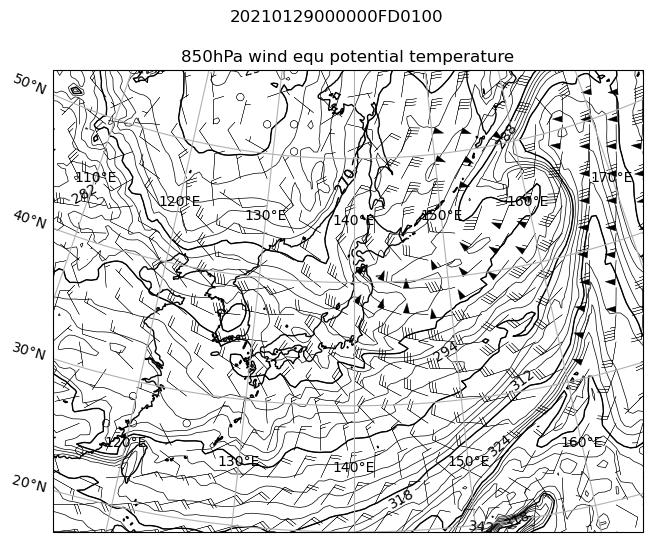 20210129000000FD0100
850hPa wind equ potential temperature
50°N
110°E
120°E
130°E
140°E
150°E
160°E
170°E
282
270
288
40°N
30°N
294
312
120°E
130°E
140°E
150°E
160°E
324
20°N
318
342
318